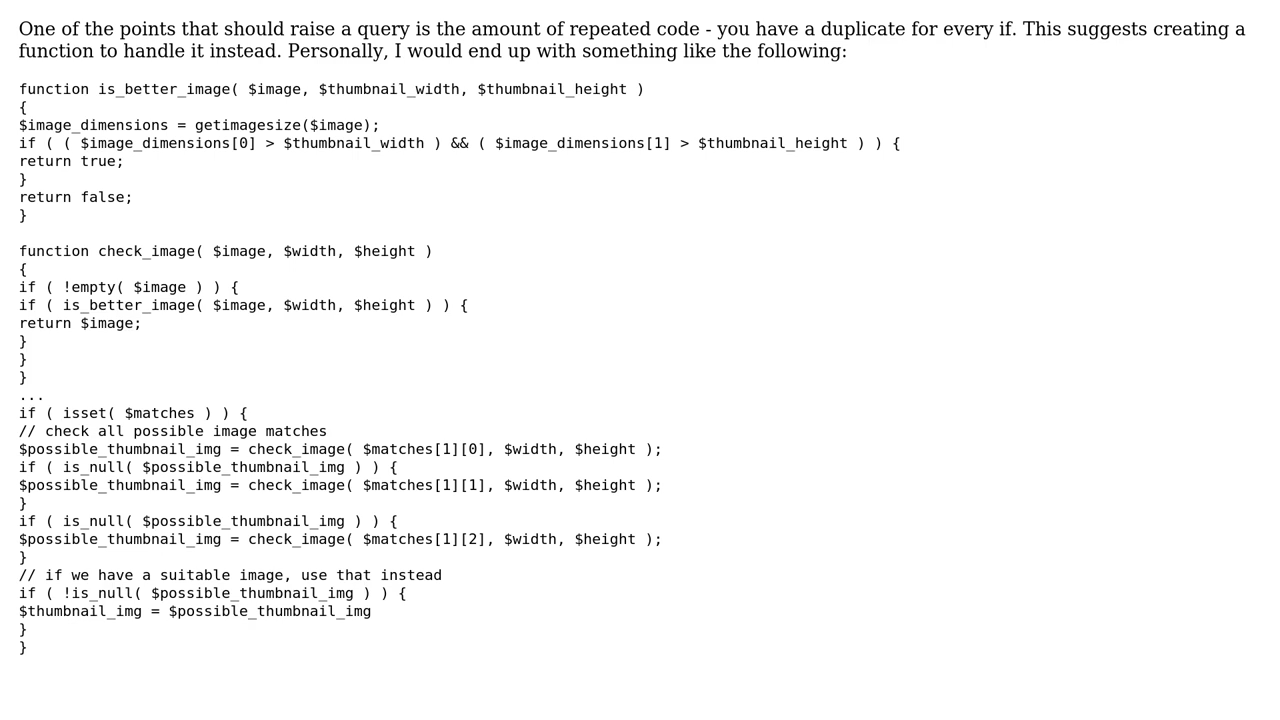 One of the points that should raise a query is the amount of repeated code - you have a duplicate for every if. This suggests creating a
function to handle it instead. Personally, I would end up with something like the following:
function is_better_image( $image, $thumbnail_width, $thumbnail_height )
{
$image_dimensions = getimagesize($image);
if ( ( $image_dimensions[0] > $thumbnail_width ) && ( $image_dimensions[1] > $thumbnail_height ) ) {
return true;
}
return false;
}
function check_image( $image, $width, $height )
{
if ( !empty( $image ) ) {
if ( is_better_image( $image, $width, $height ) ) {
return $image;
}
}
}
...
if ( isset( $matches ) ) {
// check all possible image matches
$possible_thumbnail_img = check_image( $matches[1][0], $width, $height );
if ( is_null( $possible_thumbnail_img ) ) {
$possible_thumbnail_img = check_image( $matches[1][1], $width, $height );
}
if ( is_null( $possible_thumbnail_img ) ) {
$possible_thumbnail_img = check_image( $matches[1][2], $width, $height );
}
// if we have a suitable image, use that instead
if ( !is_null( $possible_thumbnail_img ) ) {
$thumbnail_img = $possible_thumbnail_img
}
}